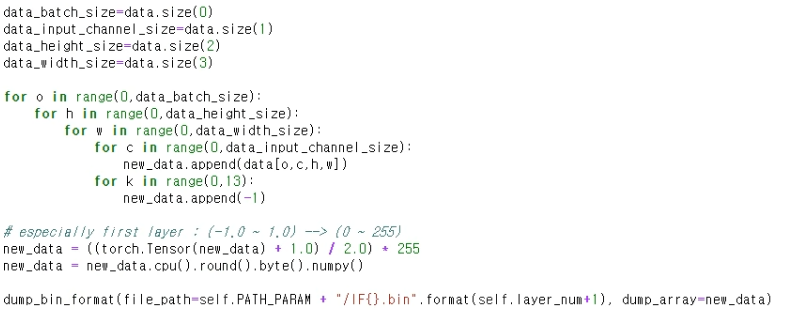 data_batch_size=data.size(0)
data_input_channel_size=data.size(1)
data_height_size=data.size(2)
data_width_size=data.size(3)

for o in range(0,data_batch_size):
    for h in range(0,data_height_size):
        for w in range(0,data_width_size):
            for c in range(0,data_input_channel_size):
                new_data.append(data[o,c,h,w])
            for k in range(0,13):
                new_data.append(-1)

# especially first layer : (-1.0 ~ 1.0) --> (0 ~ 255)
new_data = ((torch.Tensor(new_data) + 1.0) / 2.0) * 255
new_data = new_data.cpu().round().byte().numpy()

dump_bin_format(file_path=self.PATH_PARAM + "/IF{}.bin".format(self.layer_num+1), dump_array=new_data)